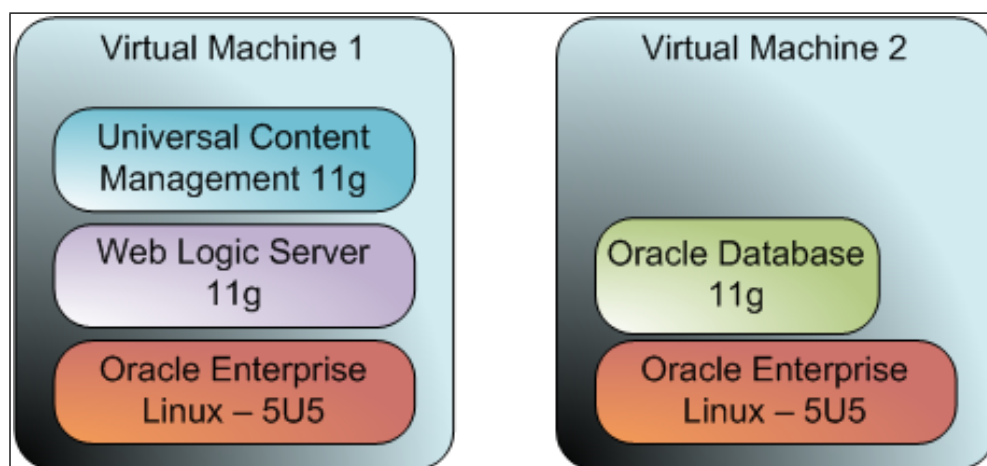 Virtual Machine 1
Universal Content
Management 11g
Web Logic Server
11g
Oracle Enterprise
Linux – 5U5
Virtual Machine 2
Oracle Database
11g
Oracle Enterprise
Linux – 5U5